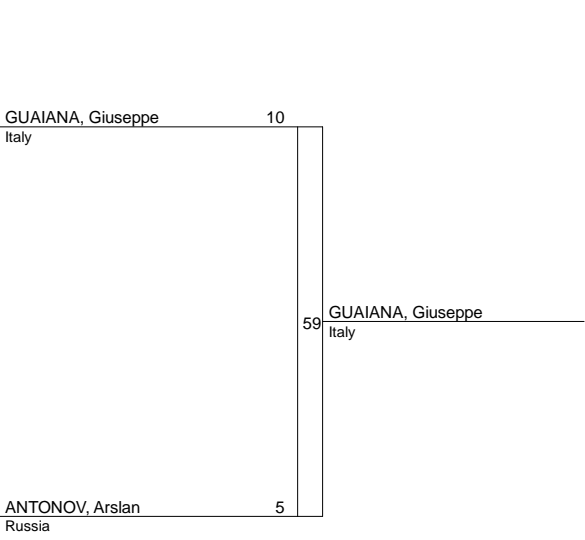 GUAIANA, Giuseppe 10
Italy
59
GUAIANA, Giuseppe
Italy
ANTONOV, Arslan 5
Russia